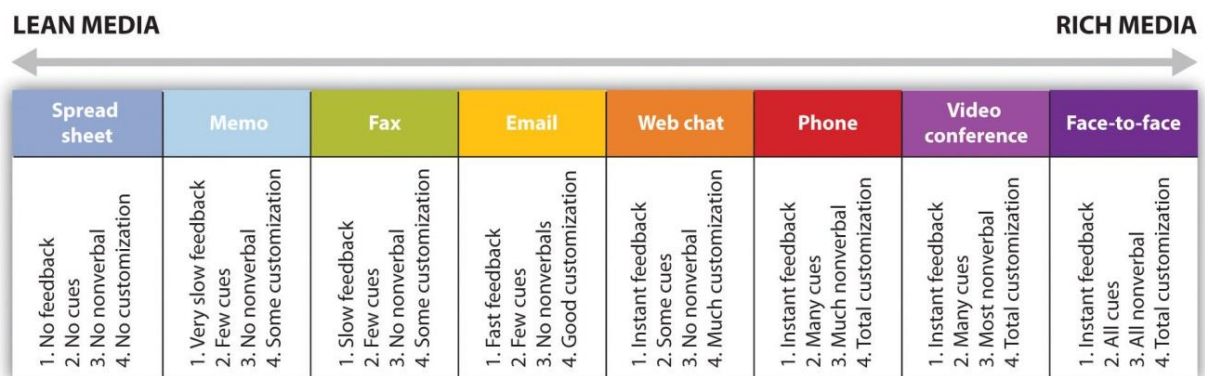 LEAN MEDIA
RICH MEDIA
Spread
sheet
Memo
Fax
Email
Web chat
Phone
Video
conference
Face-to-face
1. No feedback
2. No cues
3. No nonverbal
4. No customization
1. Very slow feedback
2. Few cues
3. No nonverbal
4. Some customization
1. Slow feedback
2. Few cues
3. No nonverbal
4. Some customization
1. Fast feedback
2. Few cues
3. No nonverbals
4. Good customization
1. Instant feedback
2. Some cues
3. No nonverbal
4. Much customization
1. Instant feedback
2. Many cues
3. Much nonverbal
4. Total customization
1. Instant feedback
2. Many cues
3. Most nonverbal
4. Total customization
1. Instant feedback
2. All cues
3. All nonverbal
4. Total customization